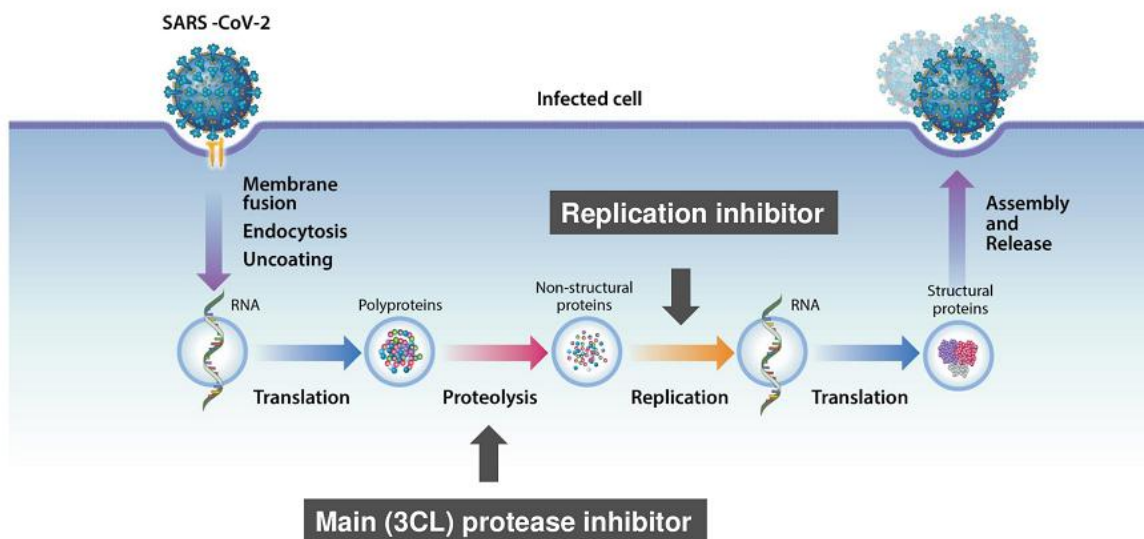 SARS -CoV-2
Infected cell
Membrane
fusion
Endocytosis
Uncoating
Replication inhibitor
Assembly
and
Release
RNA
Polyproteins
Non-structural
proteins
RNA
Structural
proteins
Translation
Proteolysis
Replication
Translation
Main (3CL) protease inhibitor